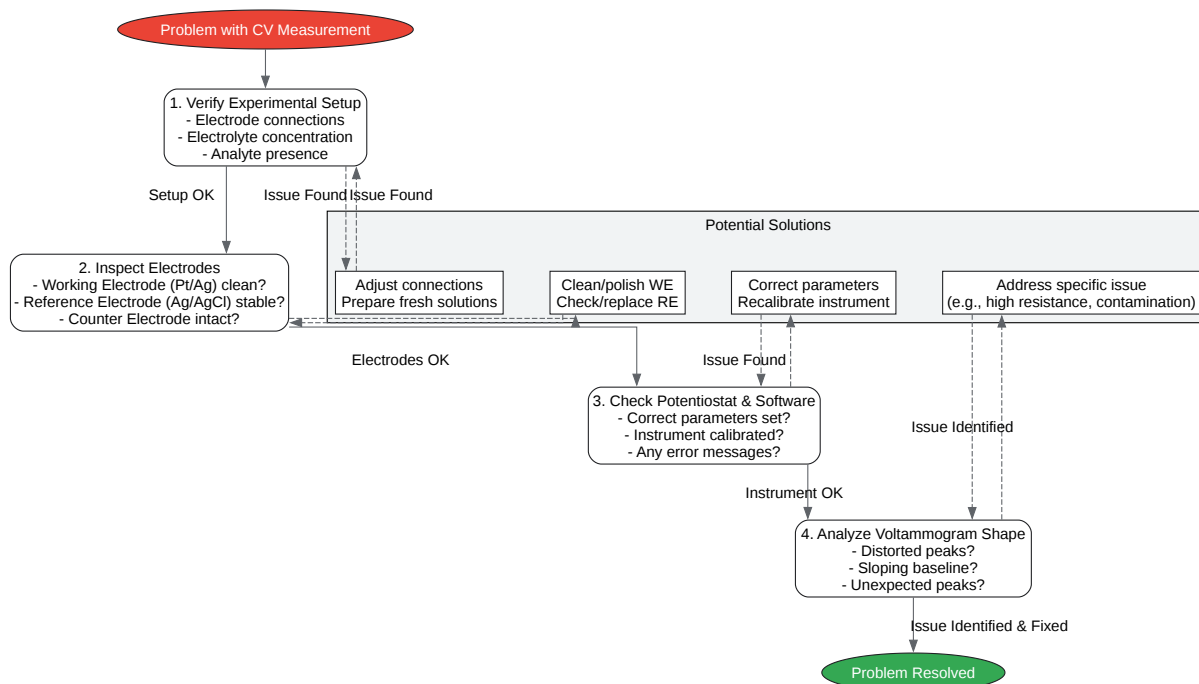 Problem with CV Measurement
1. Verify Experimental Setup
- Electrode connections
- Electrolyte concentration
- Analyte presence
Setup OK
Issue Found
Issue Found
Potential Solutions
2. Inspect Electrodes
- Working Electrode (Pt/Ag) clean?
- Reference Electrode (Ag/AgCl) stable?
- Counter Electrode intact?
Adjust connections
Prepare fresh solutions
Clean/polish WE
Check/replace RE
Correct parameters
Recalibrate instrument
Address specific issue
(e.g., high resistance, contamination)
Electrodes OK
Issue Found
3. Check Potentiostat & Software
- Correct parameters set?
- Instrument calibrated?
- Any error messages?
Issue Identified
Instrument OK
4. Analyze Voltammogram Shape
- Distorted peaks?
- Sloping baseline?
- Unexpected peaks?
Issue Identified & Fixed
Problem Resolved